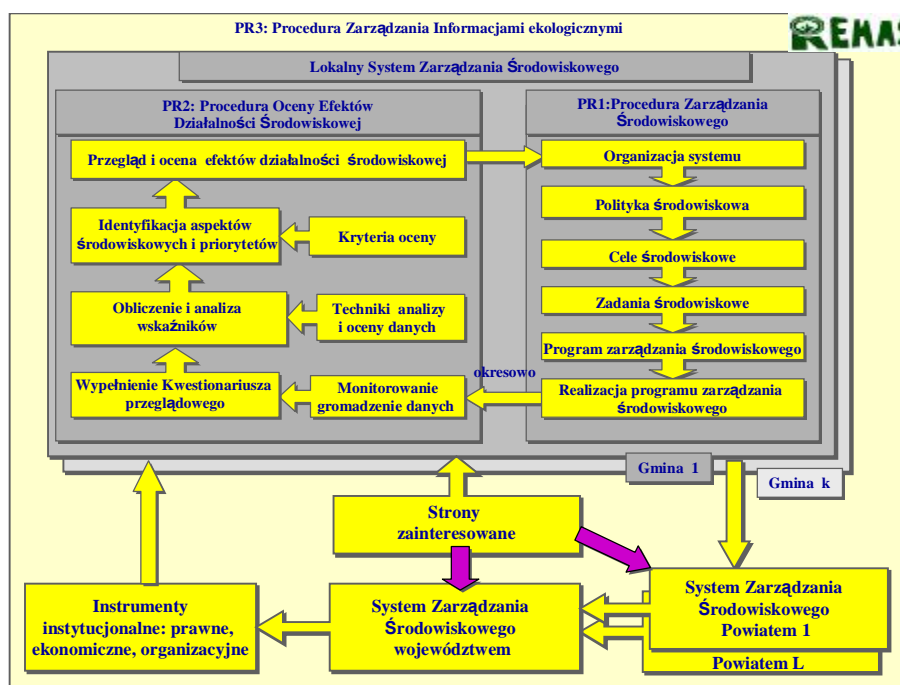 PR3: Procedura Zarządzania Informacjami ekologicznymi
REMAS
Lokalny System Zarządzania Środowiskowego
PR2: Procedura Oceny Efektów
Działalności Środowiskowej
PR1:Procedura Zarządzania
Środowiskowego
Przegląd i ocena efektów działalności środowiskowej
Organizacja systemu
Identyfikacja aspektów
środowiskowych i priorytetów
Kryteria oceny
Polityka środowiskowa
Cele środowiskowe
Obliczenie i analiza
wskaźników
Techniki analizy
i oceny danych
Zadania środowiskowe
Program zarządzania środowiskowego
Wypełnienie Kwestionariusza
przeglądowego
Monitorowanie
gromadzenie danych
okresowo
Realizacja programu zarządzania
środowiskowego
Gmina 1
Gmina k
Strony
zainteresowane
Instrumenty
instytucjonalne: prawne,
ekonomiczne, organizacyjne
System Zarządzania
Środowiskowego
województwem
System Zarządzania
Środowiskowego
Powiatem 1
Powiatem L